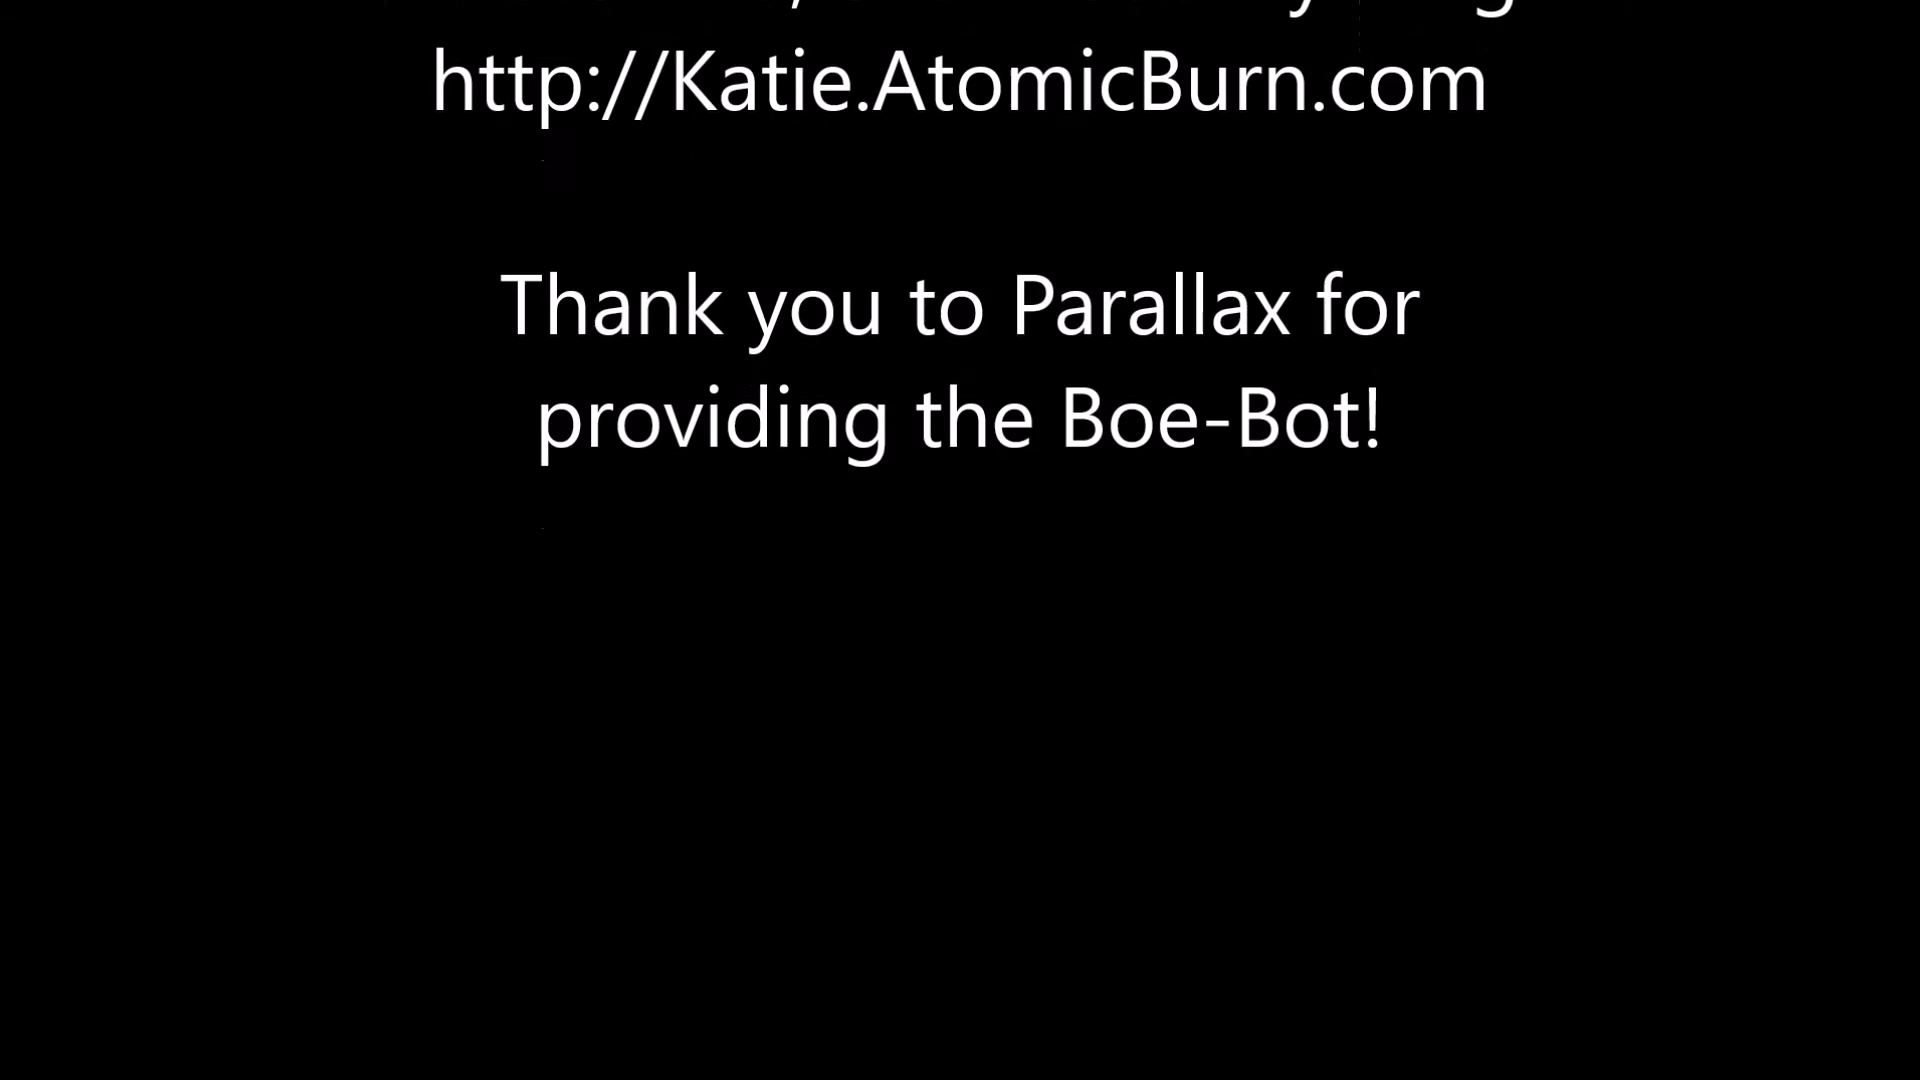 http://Katie.AtomicBurn.com
Thank you to Parallax for
providing the Boe-Bot!